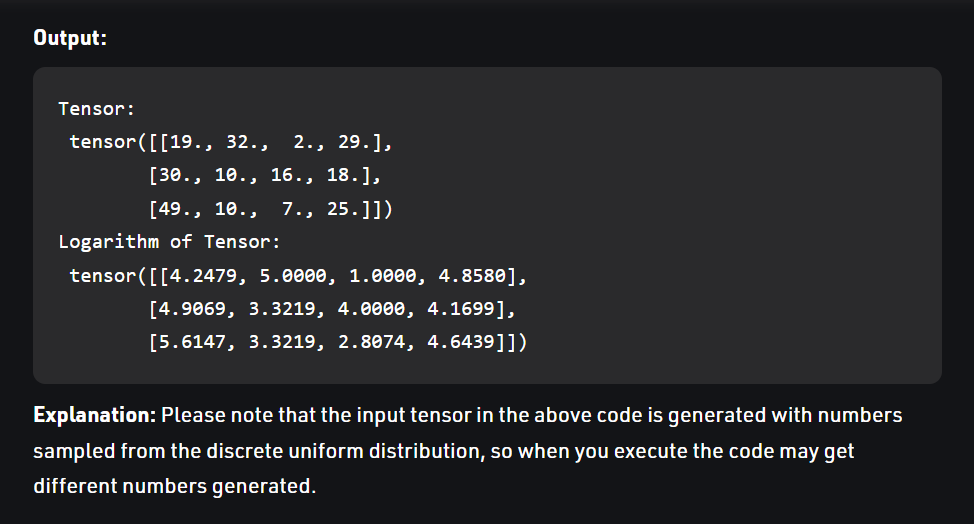 Output:
Tensor:
 tensor([[19., 32.,  2., 29.],
        [30., 10., 16., 18.],
        [49., 10.,  7., 25.]])
Logarithm of Tensor:
 tensor([[4.2479, 5.0000, 1.0000, 4.8580],
        [4.9069, 3.3219, 4.0000, 4.1699],
        [5.6147, 3.3219, 2.8074, 4.6439]])
Explanation: Please note that the input tensor in the above code is generated with numbers
sampled from the discrete uniform distribution, so when you execute the code may get
different numbers generated.